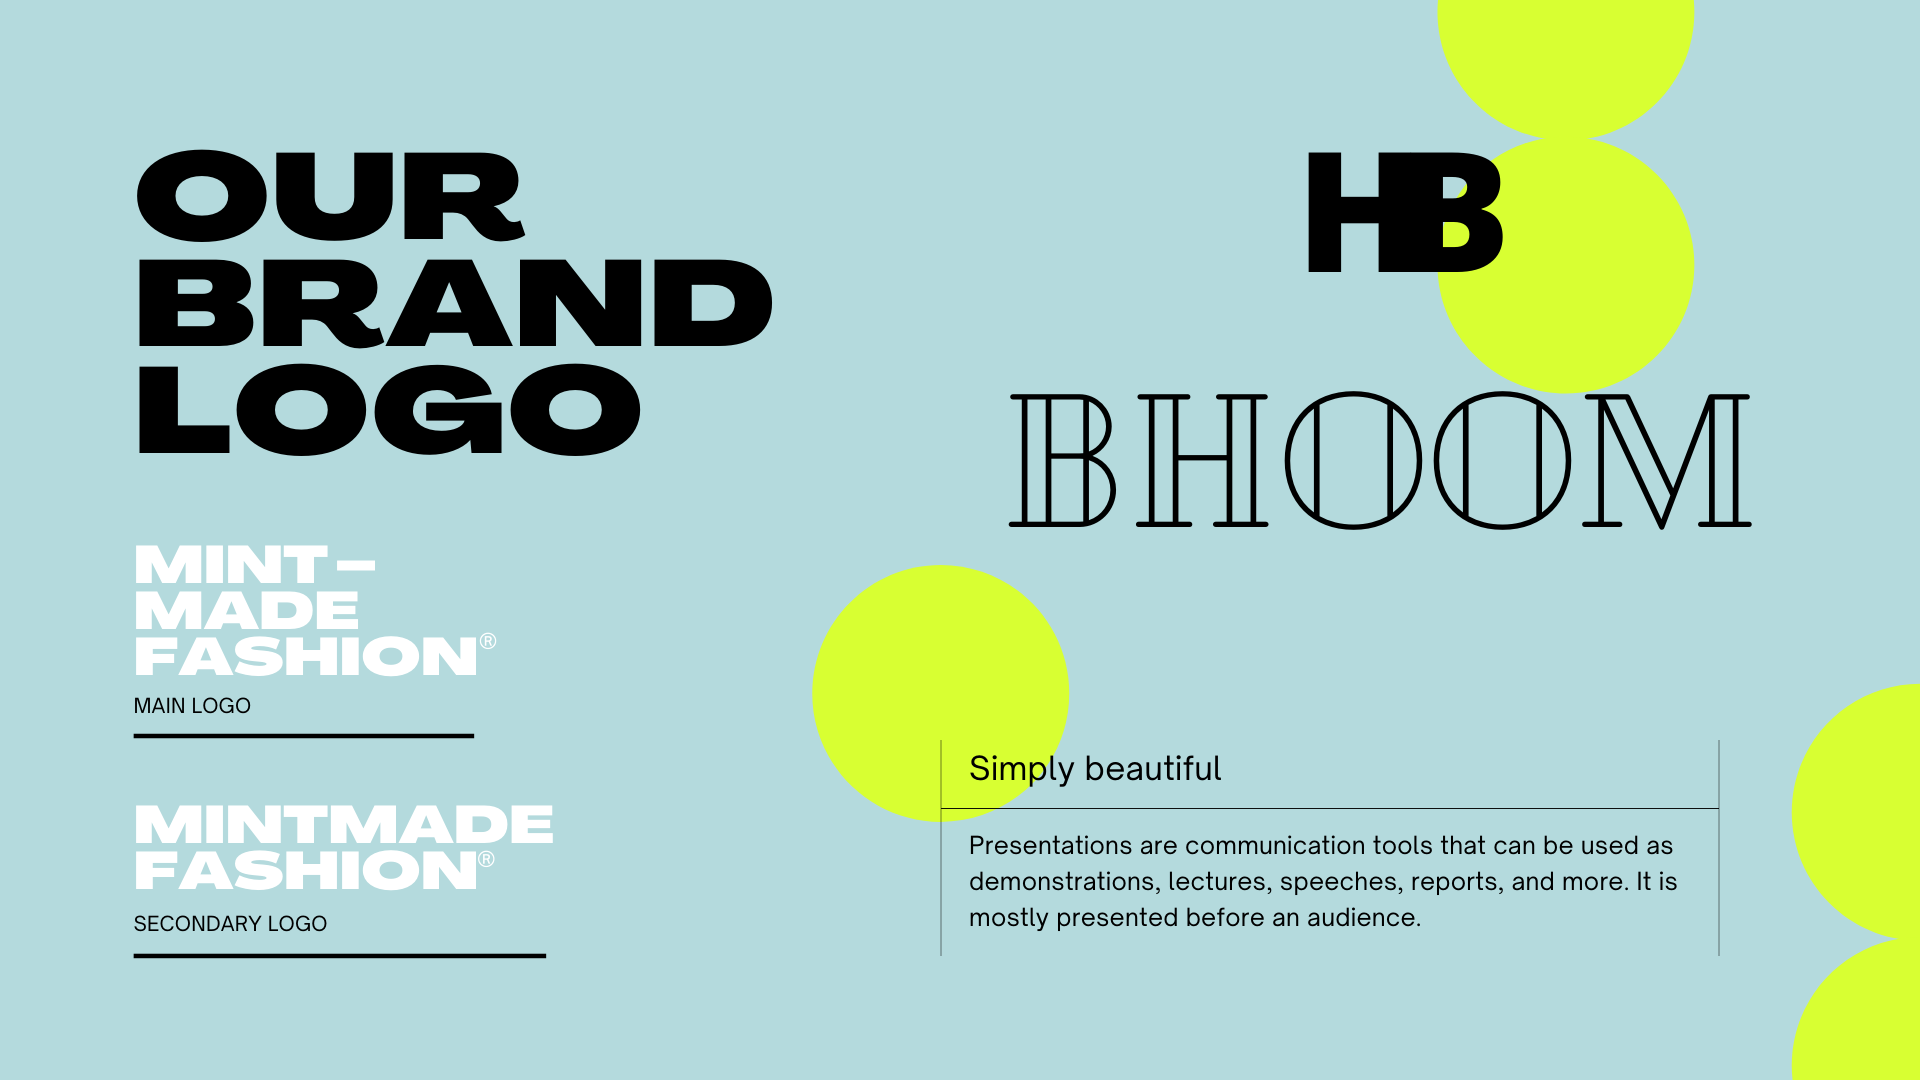 OUR
BRAND
LOGO
MINT–
MADE
FASHION®
MAIN LOGO
MINTMADE
FASHION®
SECONDARY LOGO
HB
BHOOM
Simply beautiful
Presentations are communication tools that can be used as
demonstrations, lectures, speeches, reports, and more. It is
mostly presented before an audience.